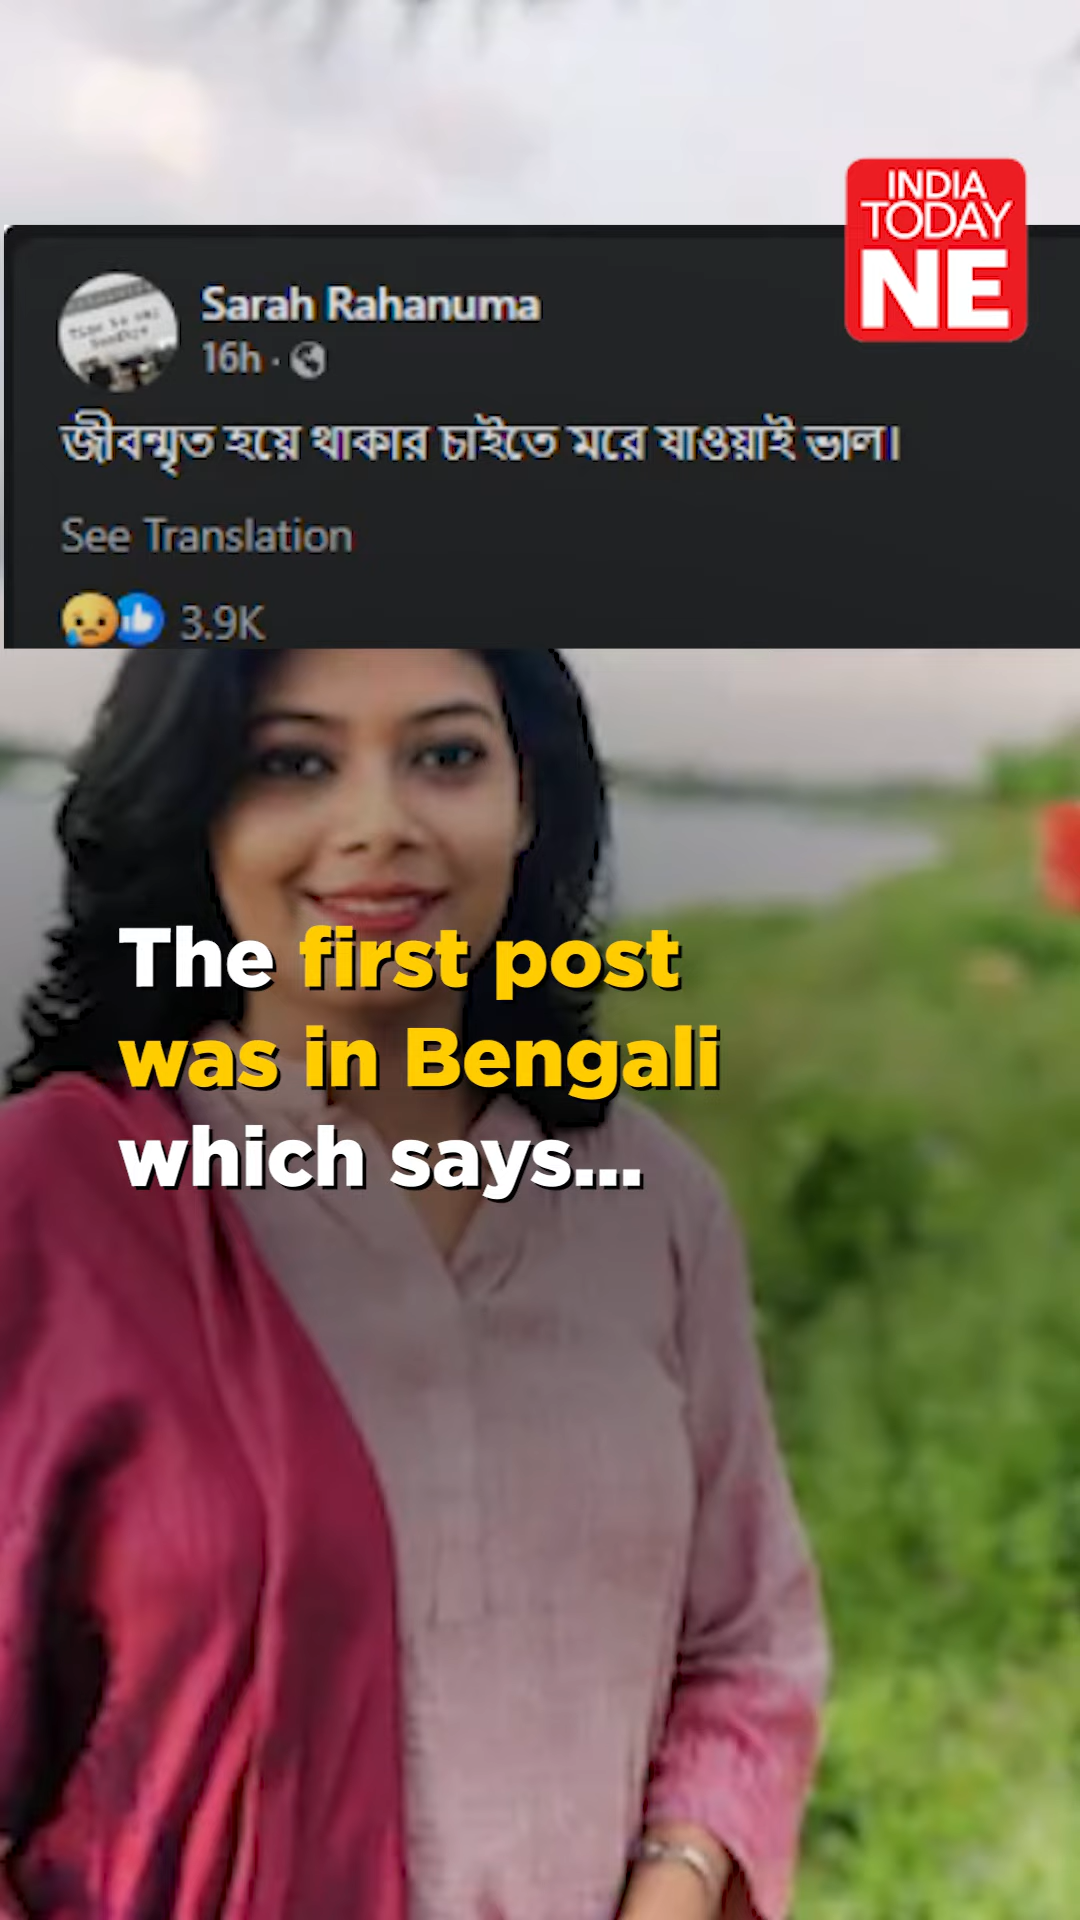 INDIA
TODAY
NE
Sarah Rahanuma
16h ·
জীবন্মৃত হয়ে থাকার চাইতে মরে যাওয়াই ভাল।
See Translation
3.9K
The first post
was in Bengali
which says...